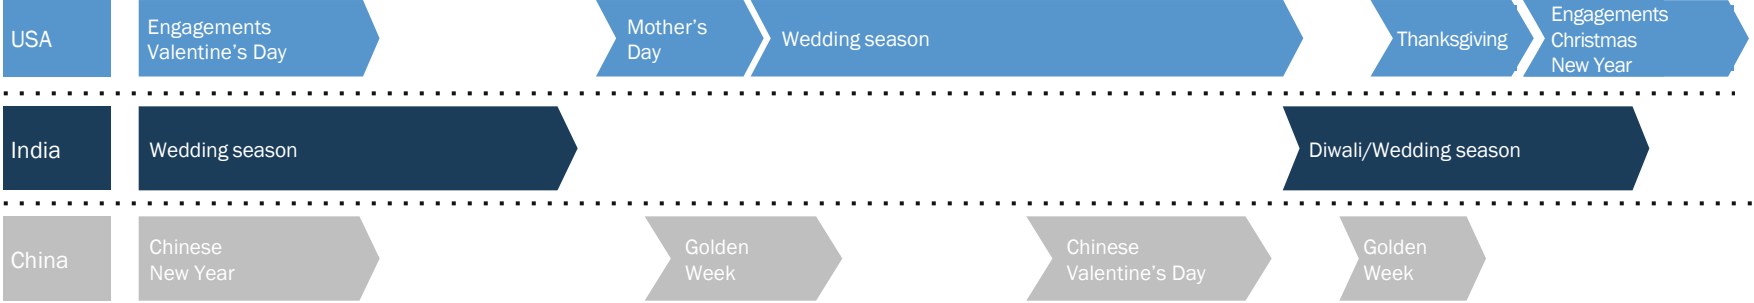 USA
Engagements
Valentine’s Day
Mother’s
Day
Wedding season
Thanksgiving
Engagements
Christmas
New Year
India
Wedding season
Diwali/Wedding season
China
Chinese
New Year
Golden
Week
Chinese
Valentine’s Day
Golden
Week